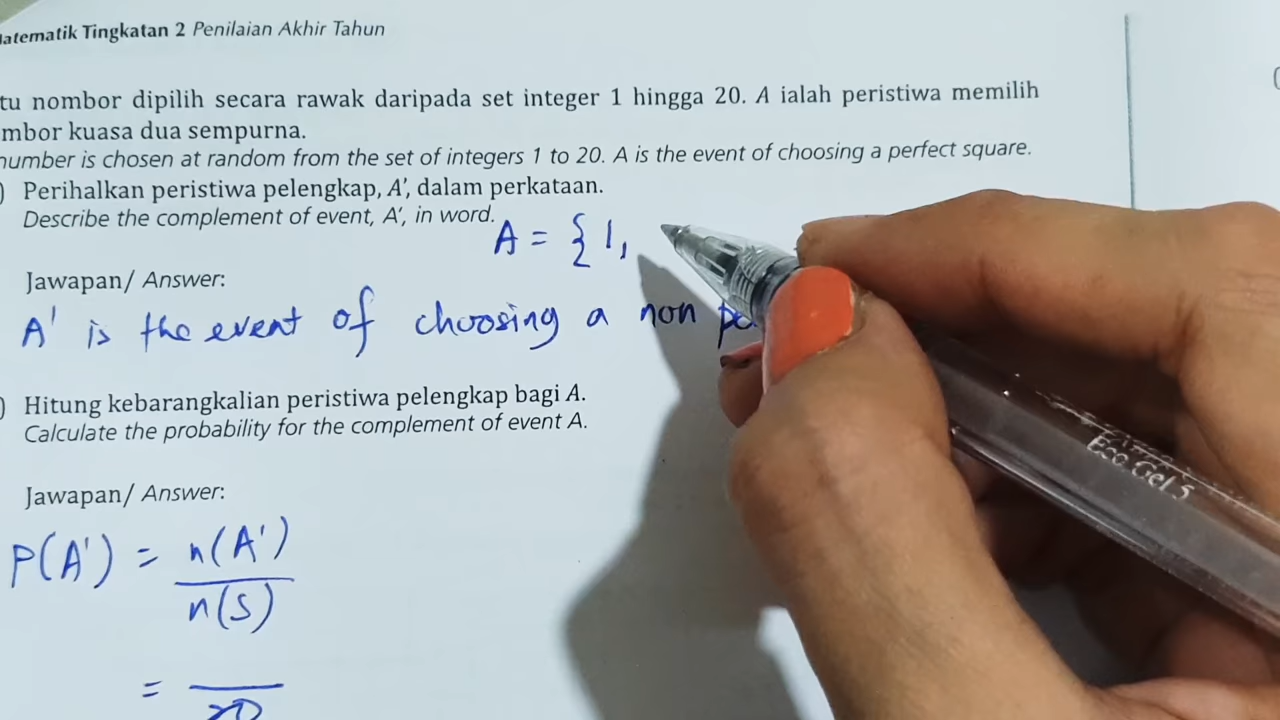 Matematik Tingkatan 2 Penilaian Akhir Tahun
tu nombor dipilih secara rawak daripada set integer 1 hingga 20. A ialah peristiwa memilih
mbor kuasa dua sempurna.
number is chosen at random from the set of integers 1 to 20. A is the event of choosing a perfect square.
) Perihalkan peristiwa pelengkap, A', dalam perkataan.
Describe the complement of event, A', in word.
A = { 1,
Jawapan/ Answer:
A' is the event of choosing a non
) Hitung kebarangkalian peristiwa pelengkap bagi A.
Calculate the probability for the complement of event A.
Jawapan/ Answer:
P(A') = n(A')
n(S)
=
20
Eco Gel 5